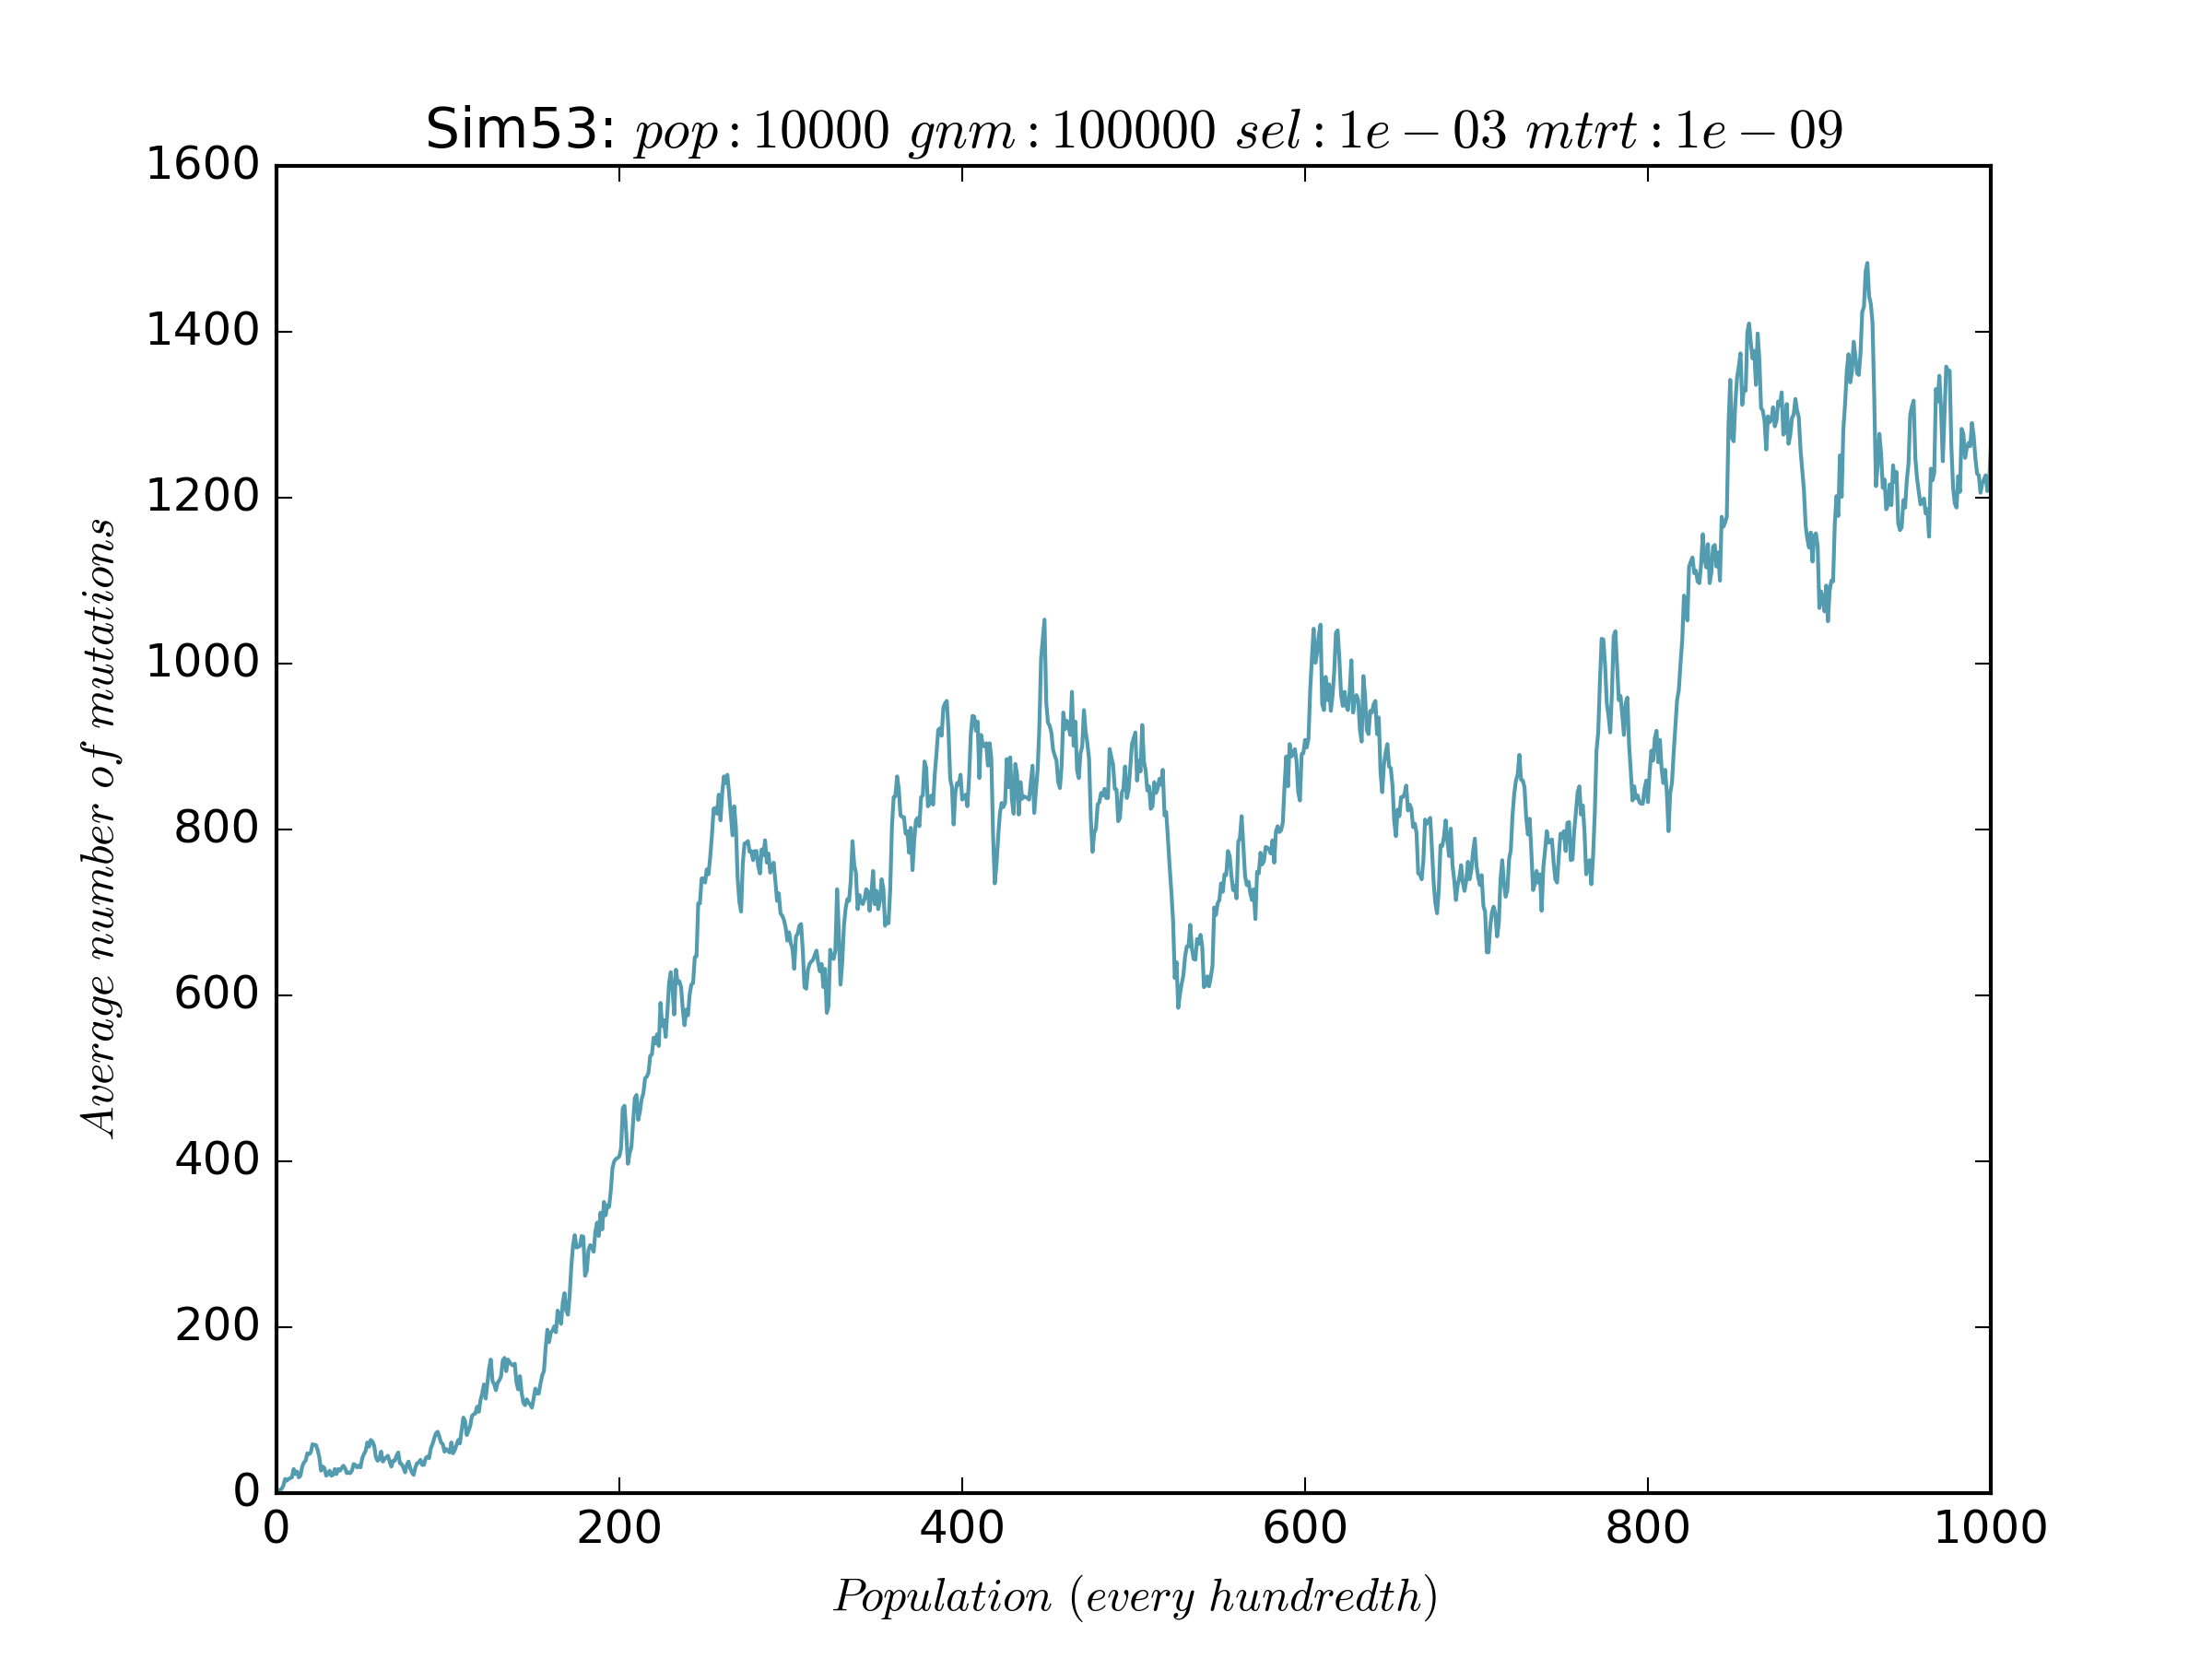 Sim53: pop : 10000 gnm : 100000 sel : 1e − 03 mtrt : 1e − 09
1600
1400
1200
1000
800
600
400
200
0
Average number of mutations
0 200 400 600 800 1000
Population (every hundredth)